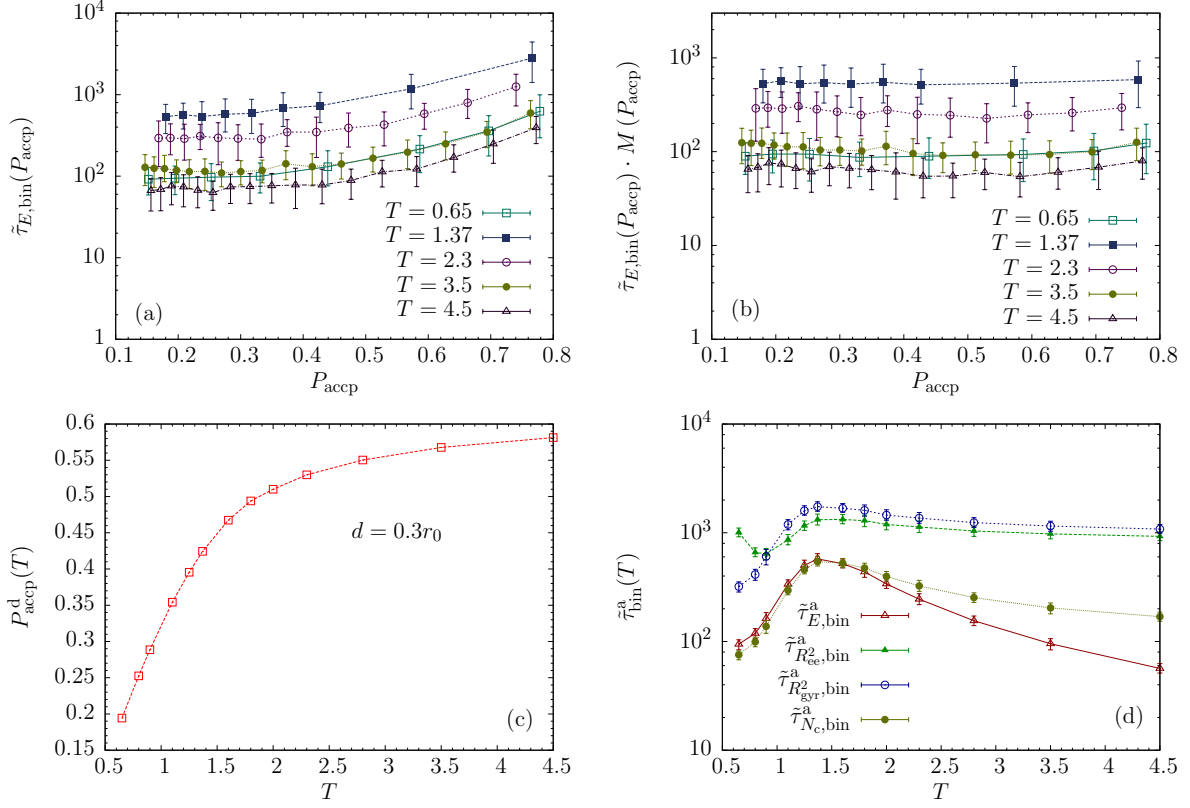 10^4
10^3
10^2
10
1
0.1 0.2 0.3 0.4 0.5 0.6 0.7 0.8
τ̃_{E,bin}(P_accp)
P_accp
(a)
T = 0.65
T = 1.37
T = 2.3
T = 3.5
T = 4.5
10^3
10^2
10
1
0.1 0.2 0.3 0.4 0.5 0.6 0.7 0.8
τ̃_{E,bin}(P_accp) · M (P_accp)
P_accp
(b)
T = 0.65
T = 1.37
T = 2.3
T = 3.5
T = 4.5
0.6
0.55
0.5
0.45
0.4
0.35
0.3
0.25
0.2
0.15
0.5 1 1.5 2 2.5 3 3.5 4 4.5
P^d_accp(T)
T
d = 0.3r_0
(c)
10^4
10^3
10^2
10
0.5 1 1.5 2 2.5 3 3.5 4 4.5
τ̃^a_bin(T)
T
τ̃^a_{E,bin}
τ̃^a_{R^2_ee,bin}
τ̃^a_{R^2_gyr,bin}
τ̃^a_{N_c,bin}
(d)